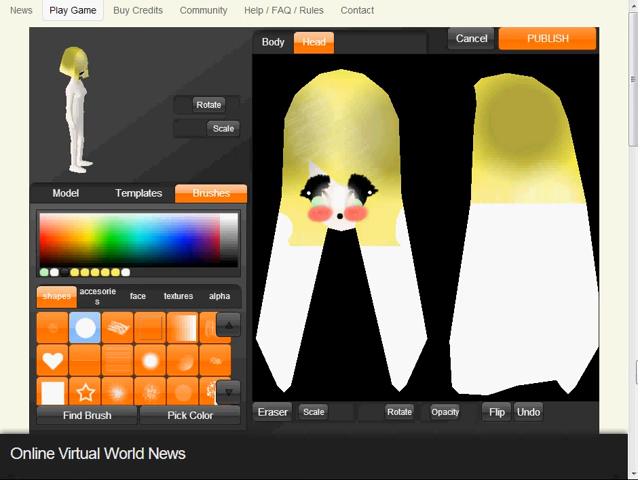 News Play Game Buy Credits Community Help / FAQ / Rules Contact
Body Head Cancel PUBLISH
Rotate
Scale
Model Templates Brushes
shapes accesories face textures alpha
Find Brush Pick Color
Eraser Scale Rotate Opacity Flip Undo
Online Virtual World News